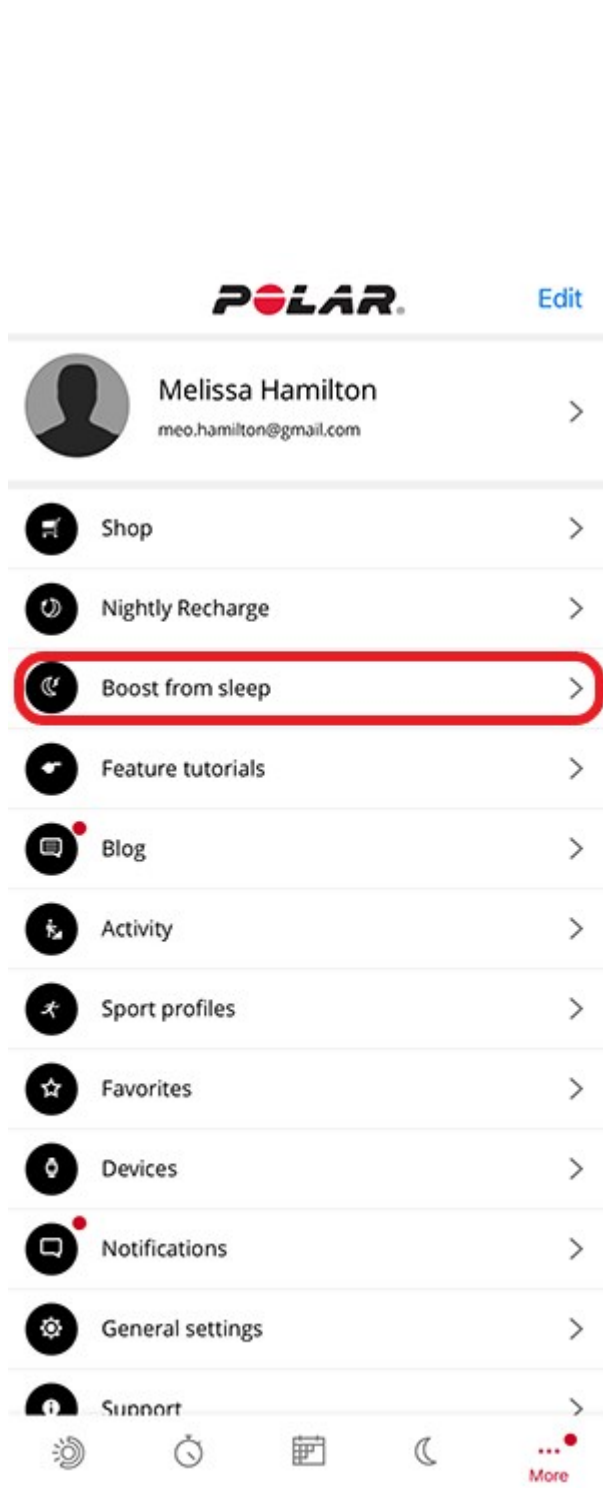 POLAR.
Edit
Melissa Hamilton
meo.hamilton@gmail.com
Shop
Nightly Recharge
Boost from sleep
Feature tutorials
Blog
Activity
Sport profiles
Favorites
Devices
Notifications
General settings
Support
More